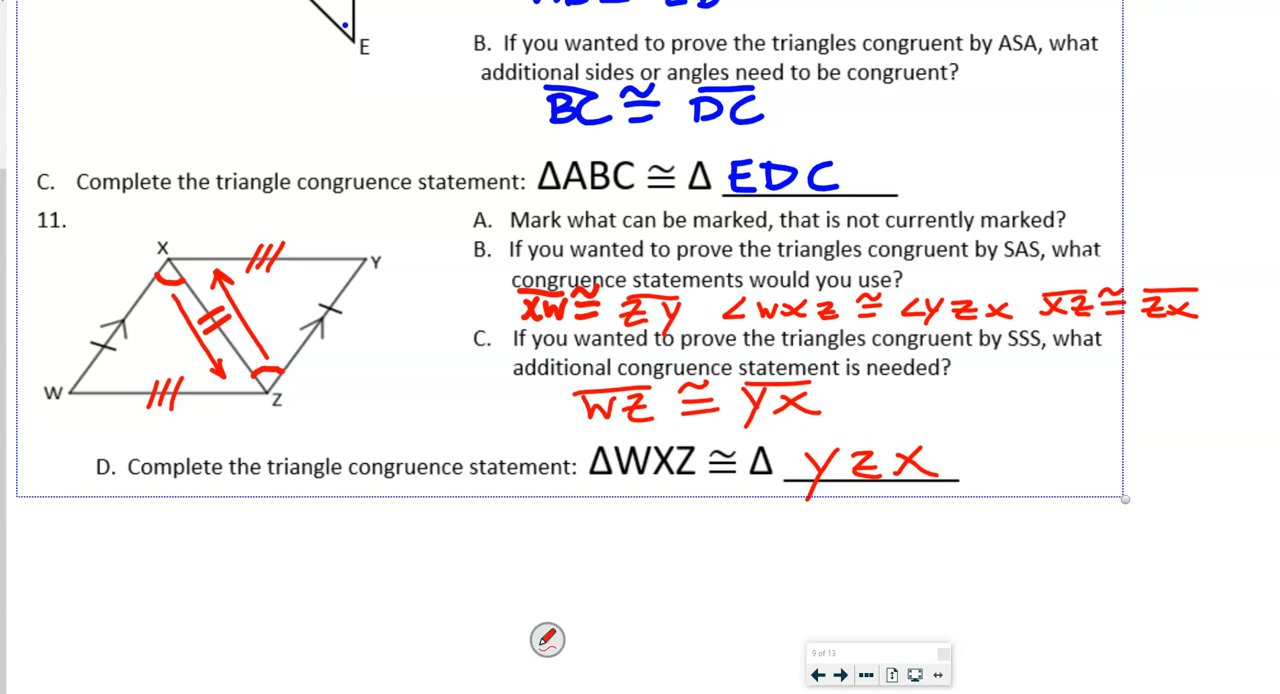 E
B. If you wanted to prove the triangles congruent by ASA, what
additional sides or angles need to be congruent?
BC ≅ DC
C. Complete the triangle congruence statement: ΔABC ≅ Δ EDC
11.
A. Mark what can be marked, that is not currently marked?
X
Y
B. If you wanted to prove the triangles congruent by SAS, what
congruence statements would you use?
XW ≅ ZY ∠WXZ ≅ ∠YZX XZ ≅ ZX
C. If you wanted to prove the triangles congruent by SSS, what
additional congruence statement is needed?
W
Z
WZ ≅ YX
D. Complete the triangle congruence statement: ΔWXZ ≅ Δ YZX
9 of 13